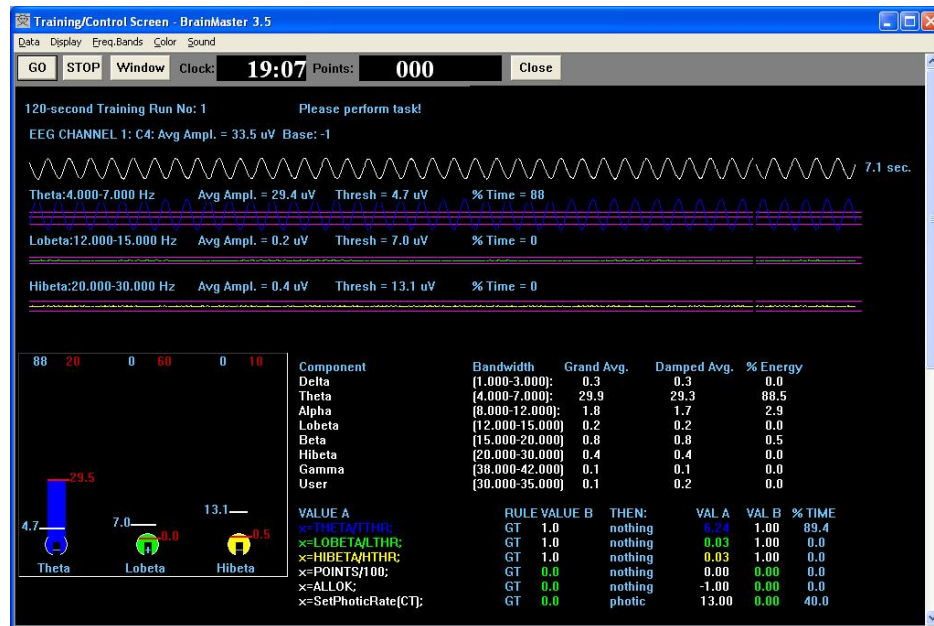 Training/Control Screen - BrainMaster 3.5
Data Display Freq.Bands Color Sound
GO STOP Window Clock: 19:07 Points: 000 Close
120-second Training Run No: 1 Please perform task!
EEG CHANNEL 1: C4: Avg Ampl. = 33.5 uV Base: -1
7.1 sec.
Theta:4.000-7.000 Hz Avg Ampl. = 29.4 uV Thresh = 4.7 uV % Time = 88
Lobeta:12.000-15.000 Hz Avg Ampl. = 0.2 uV Thresh = 7.0 uV % Time = 0
Hibeta:20.000-30.000 Hz Avg Ampl. = 0.4 uV Thresh = 13.1 uV % Time = 0
88 20 0 60 0 10
29.5
13.1
4.7 7.0 0.0 0.5
Theta Lobeta Hibeta
Component Bandwidth Grand Avg. Damped Avg. % Energy
Delta (1.000-3.000): 0.3 0.3 0.0
Theta (4.000-7.000): 29.9 29.3 88.5
Alpha (8.000-12.000): 1.8 1.7 2.9
Lobeta (12.000-15.000) 0.2 0.2 0.0
Beta (15.000-20.000) 0.8 0.8 0.5
Hibeta (20.000-30.000) 0.4 0.4 0.0
Gamma (38.000-42.000) 0.1 0.1 0.0
User (30.000-35.000) 0.1 0.2 0.0
VALUE A RULE VALUE B THEN: VAL A VAL B % TIME
x=THETA/TTHR; GT 1.0 nothing 6.24 1.00 89.4
x=LOBETA/LTHR; GT 1.0 nothing 0.03 1.00 0.0
x=HIBETA/HTHR; GT 1.0 nothing 0.03 1.00 0.0
x=POINTS/100; GT 0.0 nothing 0.00 0.00 0.0
x=ALLOK; GT 0.0 nothing -1.00 0.00 0.0
x=SetPhoticRate(CT); GT 0.0 photic 13.00 0.00 40.0